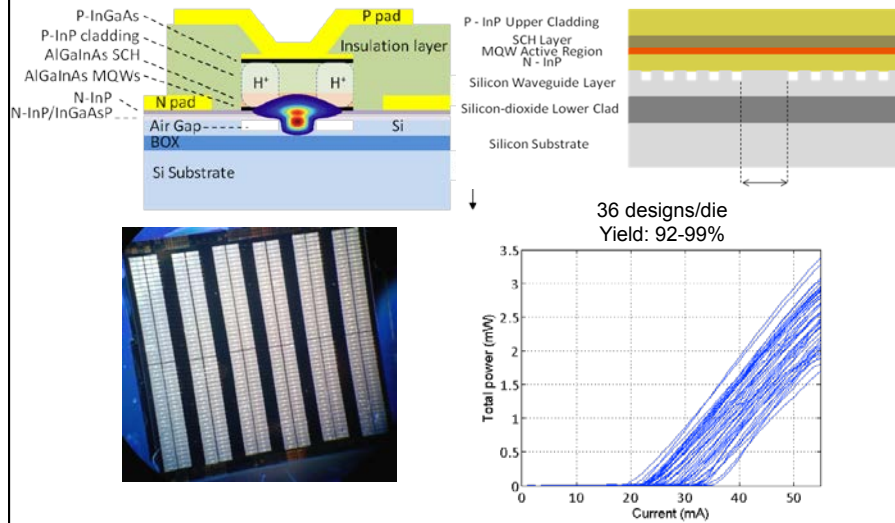 P-InGaAs
P-InP cladding
AlGaInAs SCH
AlGaInAs MQWs
N-InP
N-InP/InGaAsP
P pad
Insulation layer
H⁺
H⁺
N pad
Air Gap
Si
BOX
Si Substrate
P - InP Upper Cladding
SCH Layer
MQW Active Region
N - InP
Silicon Waveguide Layer
Silicon-dioxide Lower Clad
Silicon Substrate
36 designs/die
Yield: 92-99%
Total power (mW)
3.5
3
2.5
2
1.5
1
0.5
0
0
10
20
30
40
50
Current (mA)